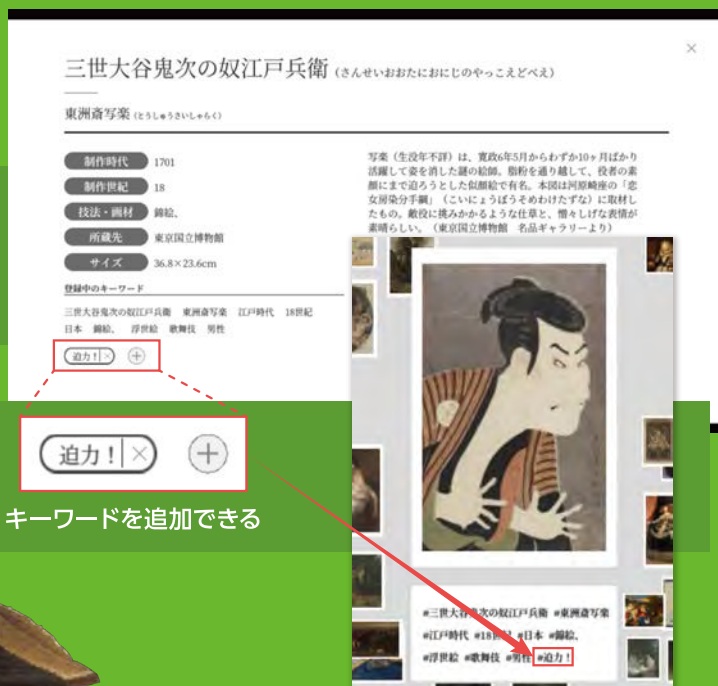 三世大谷鬼次の奴江戸兵衛（さんせいおおたにおにじのやっこえどべえ）
東洲斎写楽（とうしゅうさいしゃらく）
制作時代 1701
制作世紀 18
技法・画材 錦絵、
所蔵先 東京国立博物館
サイズ 36.8×23.6cm
登録中のキーワード
三世大谷鬼次の奴江戸兵衛 東洲斎写楽 江戸時代 18世紀
日本 錦絵、 浮世絵 歌舞伎 男性
迫力！
写楽（生没年不詳）は、寛政6年5月からわずか10ヶ月ばかり
活躍して姿を消した謎の絵師。脂粉を通り越して、役者の素
顔にまで迫ろうとした似顔絵で有名。本図は河原崎座の「恋
女房染分手綱」（こいにょうぼうそめわけたずな）に取材し
たもの。敵役に挑みかかるような仕草と、憎々しげな表情が
素晴らしい。（東京国立博物館 名品ギャラリーより）
迫力！
キーワードを追加できる
#三世大谷鬼次の奴江戸兵衛 #東洲斎写楽
#江戸時代 #18世紀 #日本 #錦絵、
#浮世絵 #歌舞伎 #男性 #迫力！